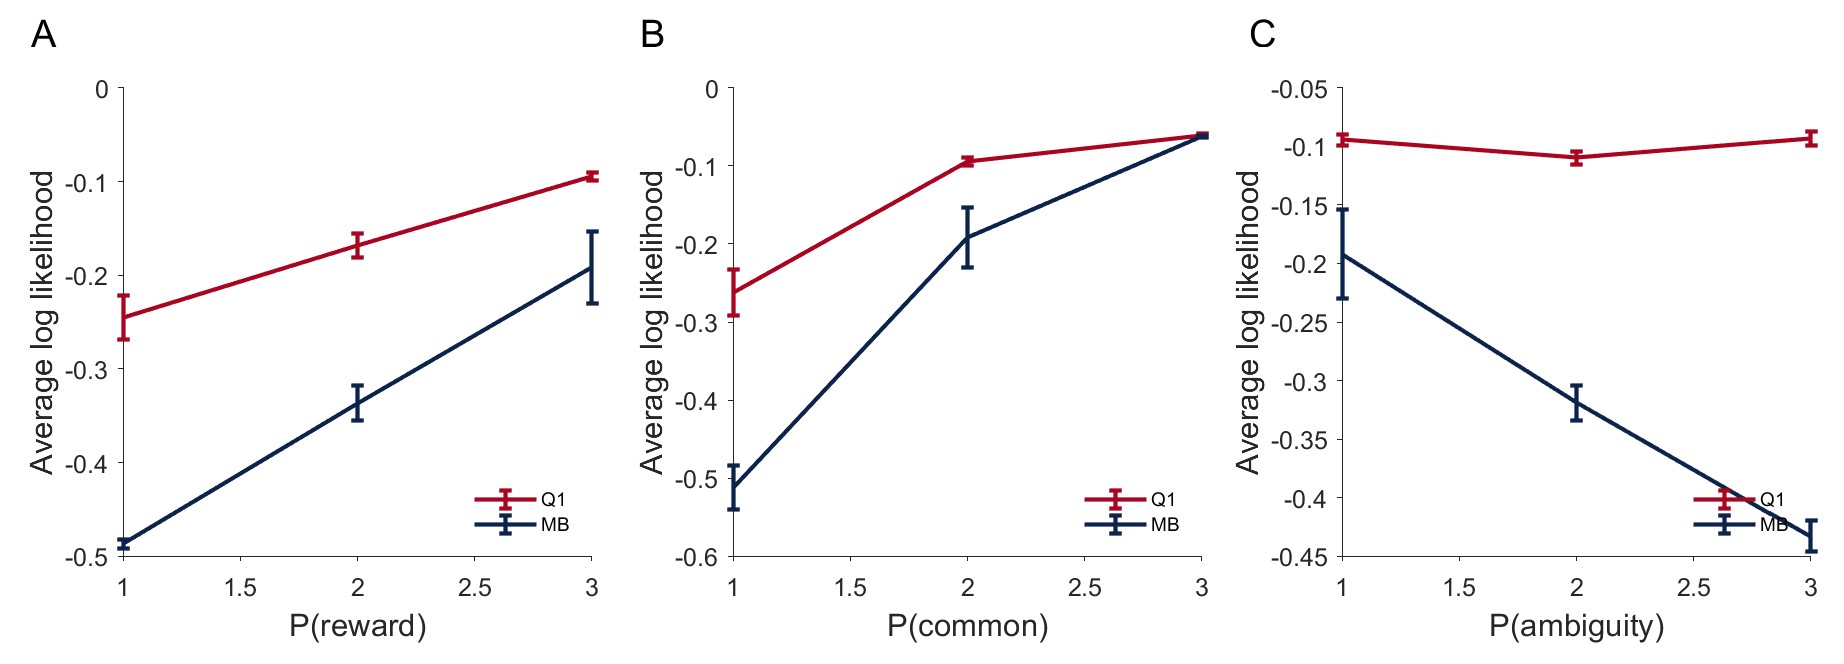 A
Average log likelihood
0
-0.1
-0.2
-0.3
-0.4
-0.5
1
1.5
2
2.5
3
P(reward)
Q1
MB
B
Average log likelihood
0
-0.1
-0.2
-0.3
-0.4
-0.5
-0.6
1
1.5
2
2.5
3
P(common)
Q1
MB
C
Average log likelihood
-0.05
-0.1
-0.15
-0.2
-0.25
-0.3
-0.35
-0.4
-0.45
1
1.5
2
2.5
3
P(ambiguity)
Q1
MB